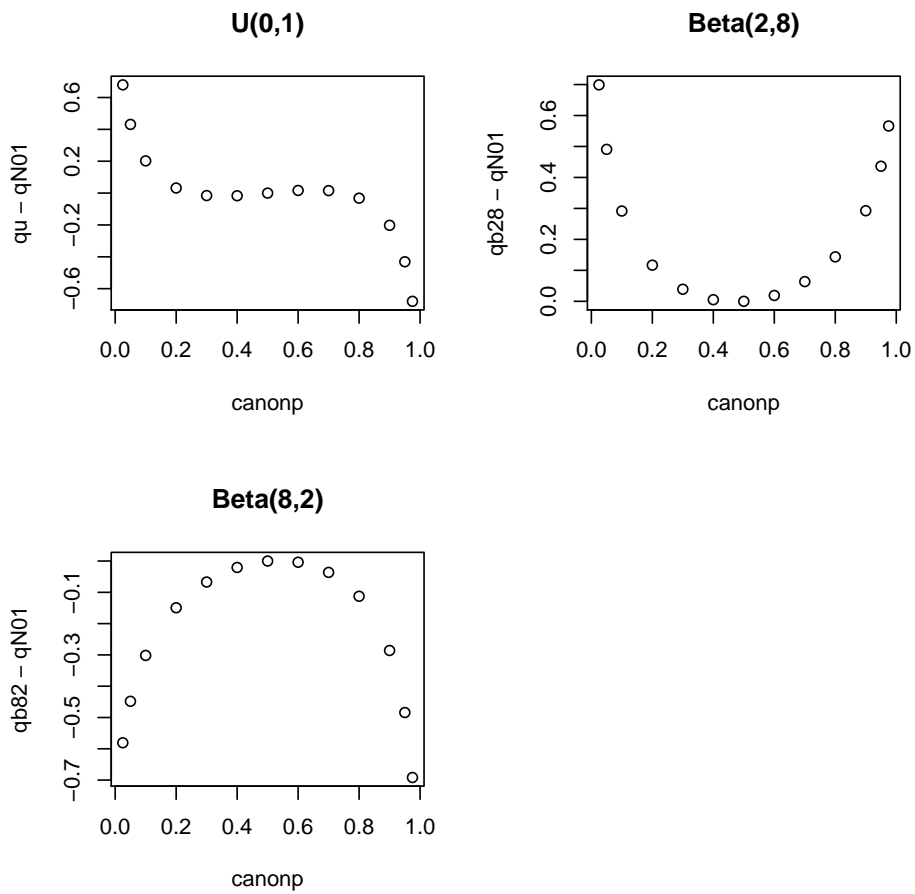 U(0,1)
qu − qN01
−0.6
−0.2
0.2
0.6
0.0 0.2 0.4 0.6 0.8 1.0
canonp
Beta(2,8)
qb28 − qN01
0.0
0.2
0.4
0.6
0.0 0.2 0.4 0.6 0.8 1.0
canonp
Beta(8,2)
qb82 − qN01
−0.7
−0.5
−0.3
−0.1
0.0 0.2 0.4 0.6 0.8 1.0
canonp